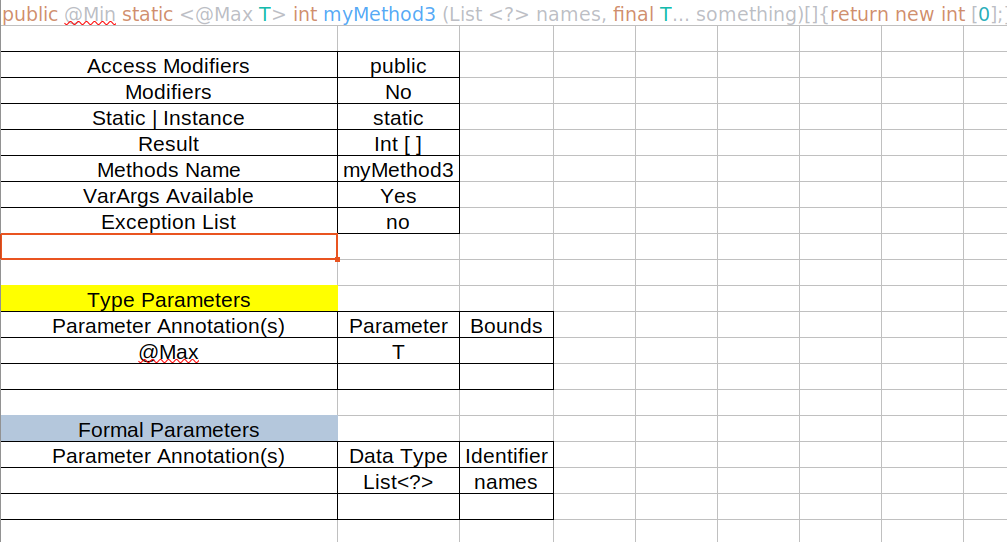 public @Min static <@Max T> int myMethod3 (List <?> names, final T... something)[]{return new int [0];}
Access Modifiers public
Modifiers No
Static | Instance static
Result Int [ ]
Methods Name myMethod3
VarArgs Available Yes
Exception List no
Type Parameters
Parameter Annotation(s) Parameter Bounds
@Max T
Formal Parameters
Parameter Annotation(s) Data Type Identifier
List<?> names